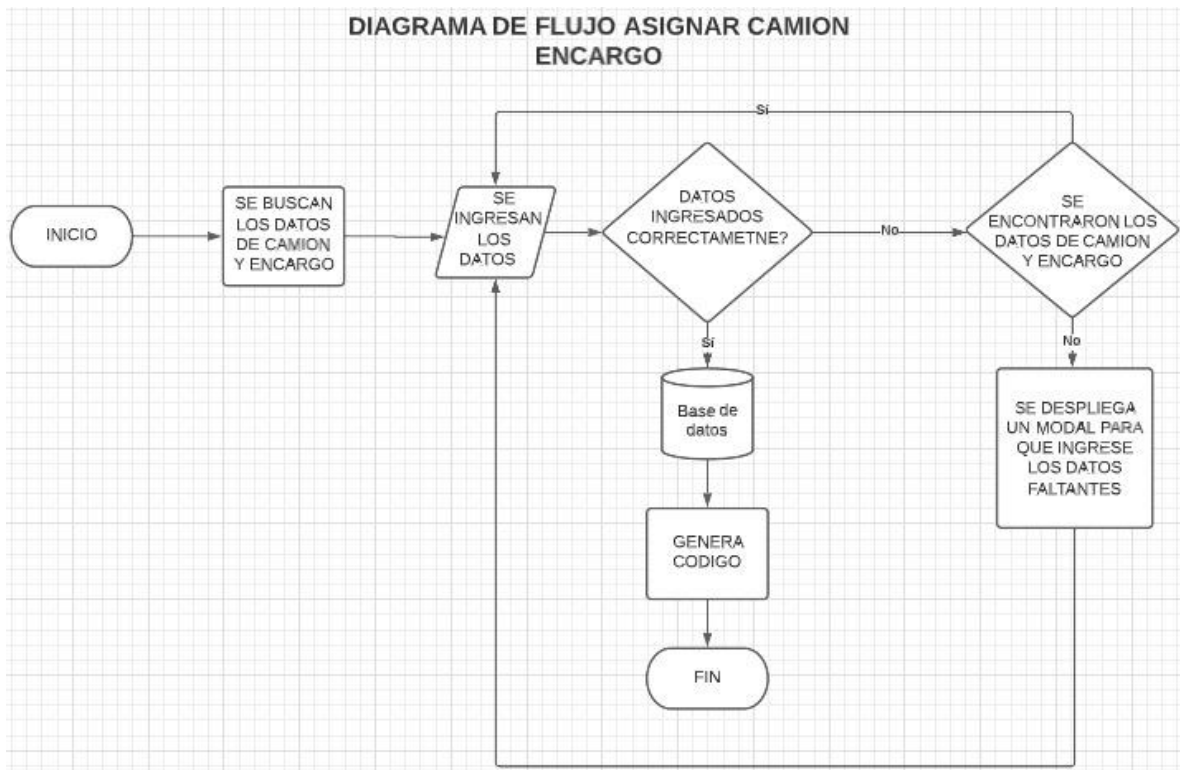 DIAGRAMA DE FLUJO ASIGNAR CAMION
ENCARGO
Sí
INICIO
SE BUSCAN
LOS DATOS
DE CAMION
Y ENCARGO
SE
INGRESAN
LOS
DATOS
DATOS
INGRESADOS
CORRECTAMETNE?
No
SE
ENCONTRARON LOS
DATOS DE CAMION
Y ENCARGO
Sí
No
Base de
datos
SE DESPLIEGA
UN MODAL PARA
QUE INGRESE
LOS DATOS
FALTANTES
GENERA
CODIGO
FIN